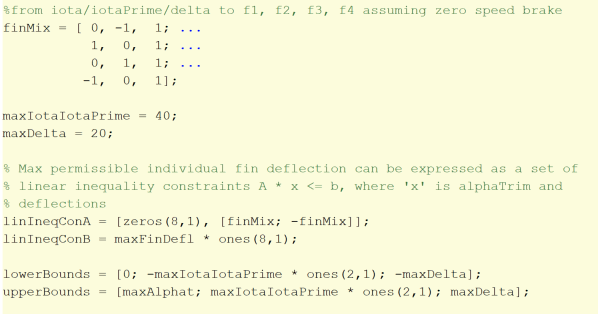 %from iota/iotaPrime/delta to f1, f2, f3, f4 assuming zero speed brake
finMix = [ 0, -1,  1; ...
           1,  0,  1; ...
           0,  1,  1; ...
          -1,  0,  1];
maxIotaIotaPrime = 40;
maxDelta = 20;
% Max permissible individual fin deflection can be expressed as a set of
% linear inequality constraints A * x <= b, where 'x' is alphaTrim and
% deflections
linIneqConA = [zeros(8,1), [finMix; -finMix]];
linIneqConB = maxFinDefl * ones(8,1);
lowerBounds = [0; -maxIotaIotaPrime * ones(2,1); -maxDelta];
upperBounds = [maxAlphat; maxIotaIotaPrime * ones(2,1); maxDelta];